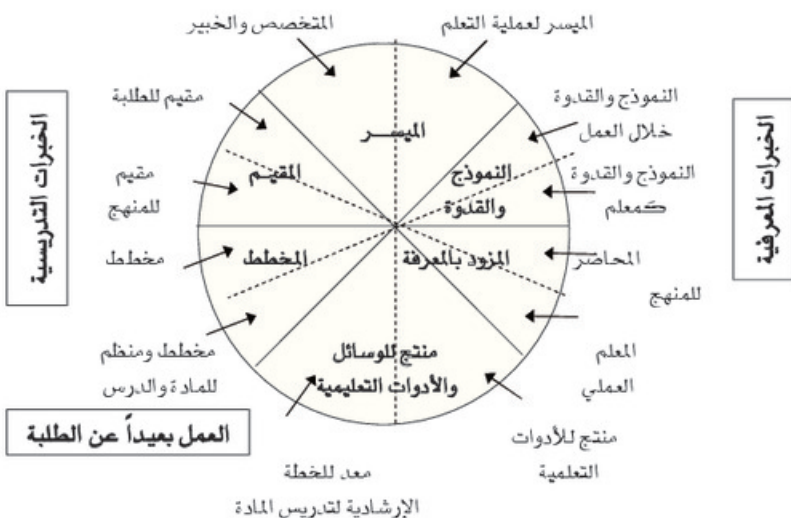 الميسر لعملية التعلم
المتخصص والخبير
النموذج والقدوة
خلال العمل
مقيم للطلبة
الميســر
الخبرات المعرفية
الخبرات التدريسية
النموذج والقدوة
كمعلم
النموذج
والقدوة
المقيـم
مقيم
للمنهج
المحاضر
المزود بالمعرفة
المخطط
مخطط
للمنهج
المعلم
العملي
منتج للوسائل
والأدوات التعليمية
مخطط ومنظم
للمادة والدرس
العمل بعيداً عن الطلبة
منتج للأدوات
التعلمية
معد للخطة
الإرشادية لتدريس المادة